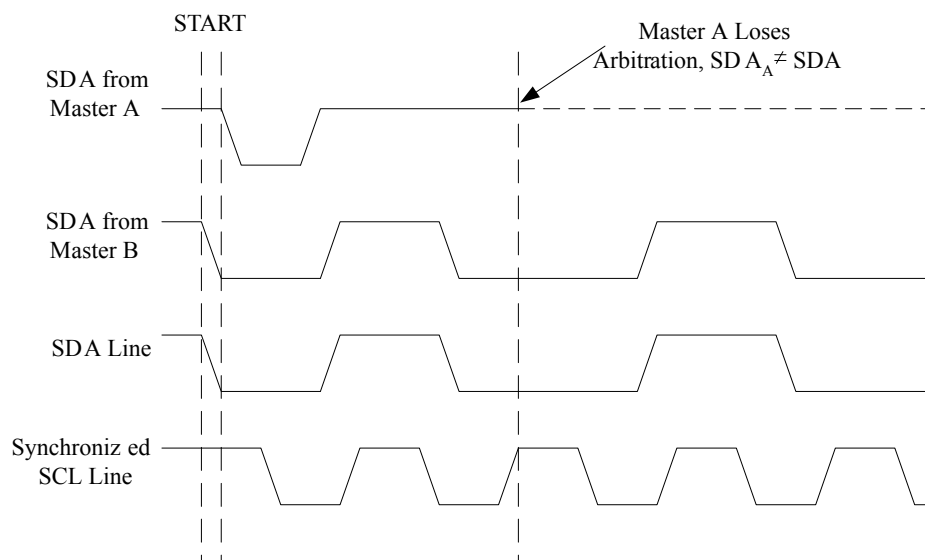 START
Master A Loses
Arbitration, SD A_A ≠ SDA
SD A from
Master A
SD A from
Master B
SD A Line
Synchroniz ed
SCL Line